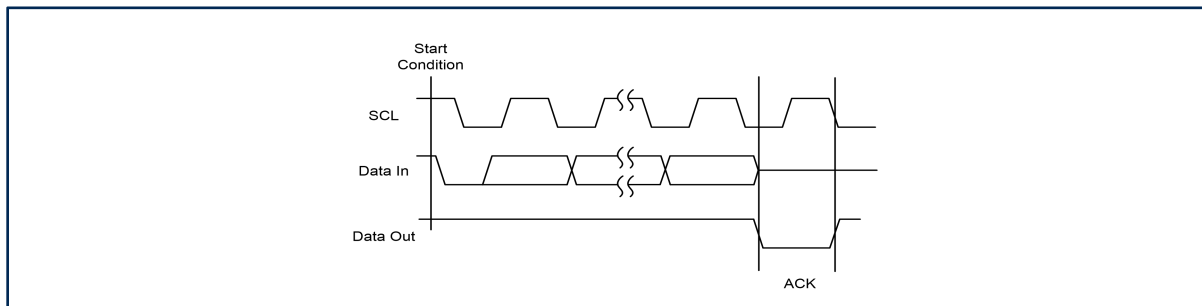 Start
Condition
SCL
Data In
Data Out
ACK